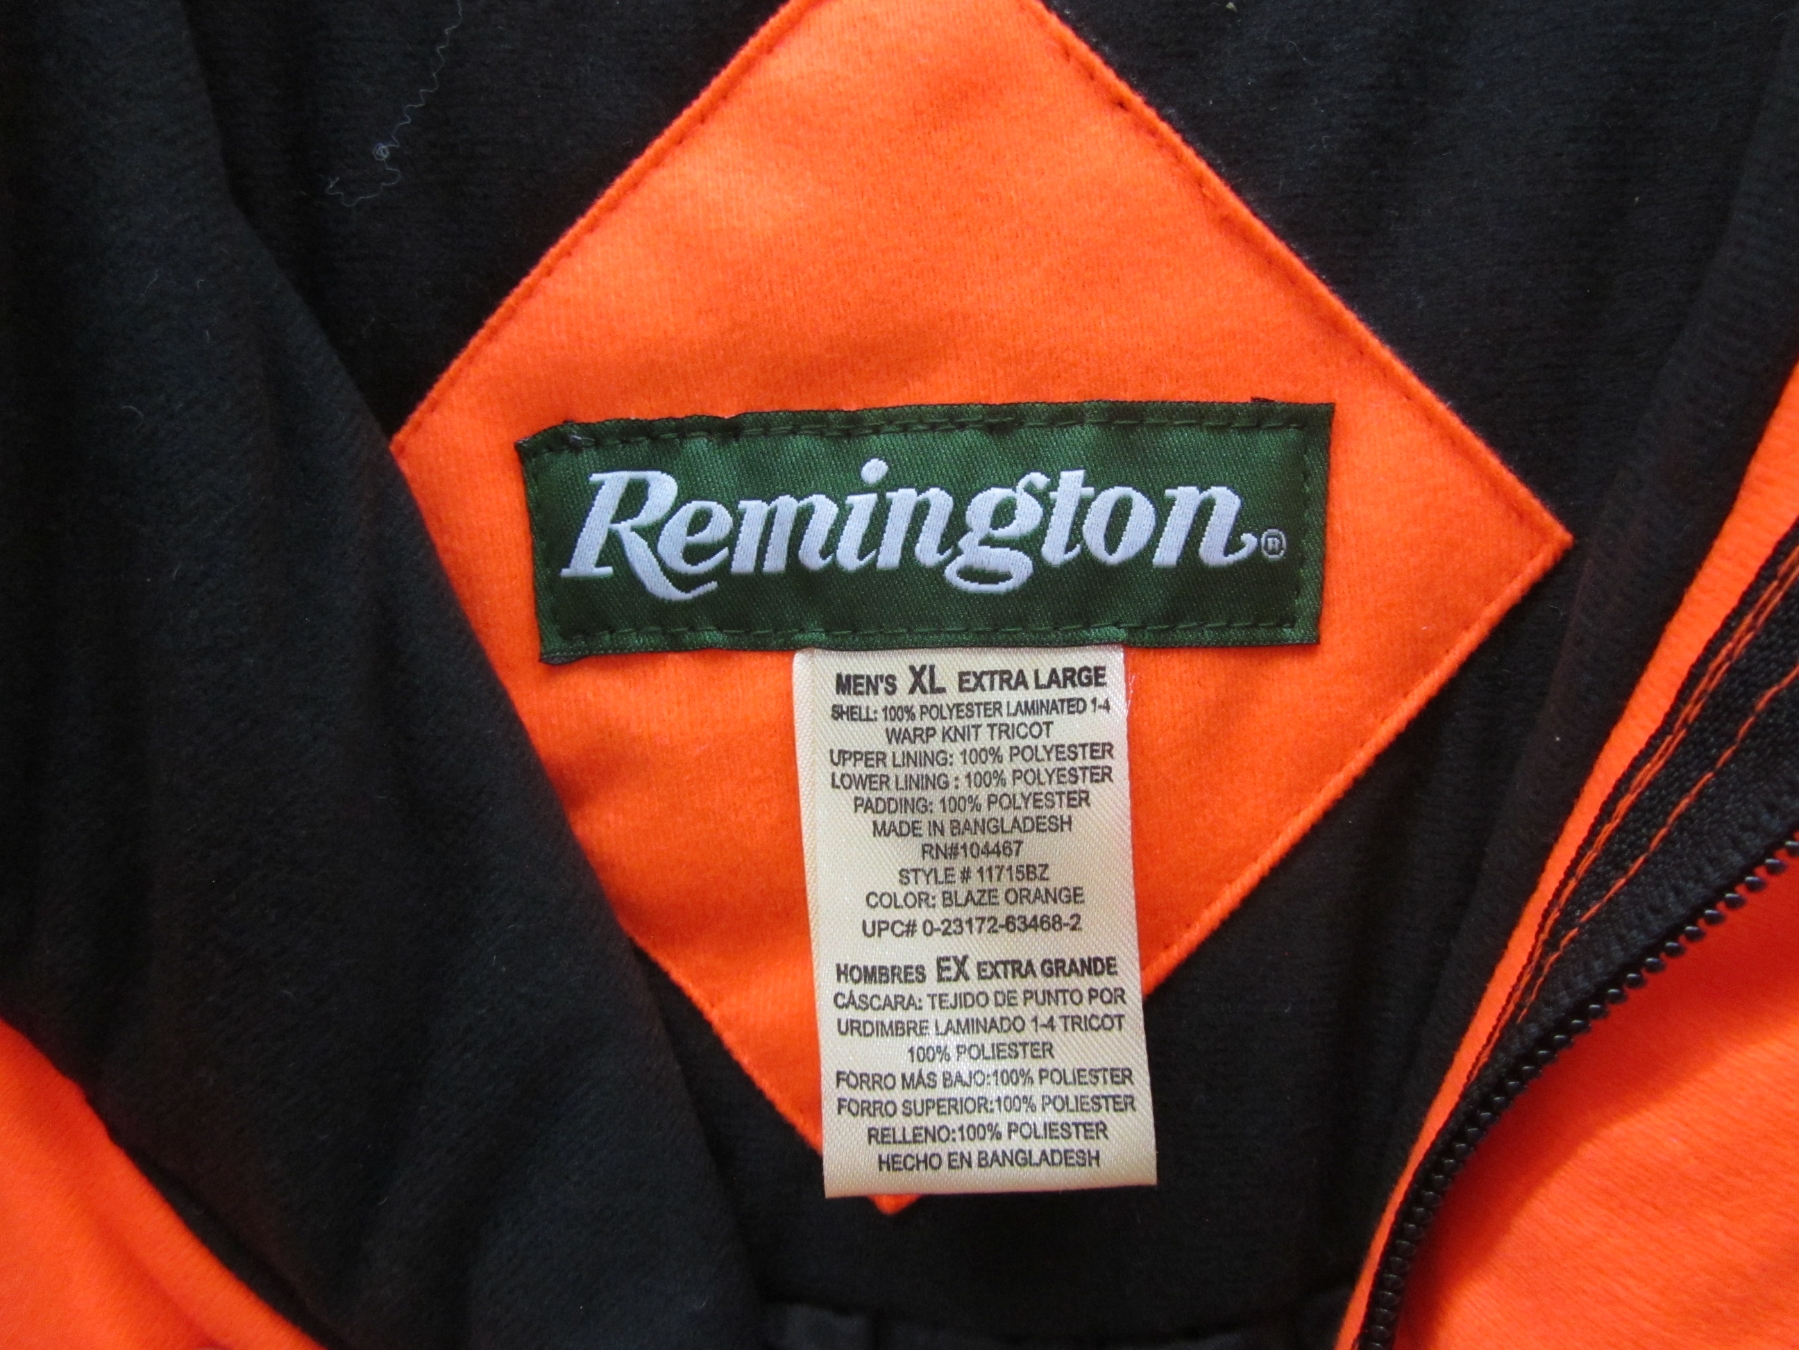 Remington®
MEN'S XL EXTRA LARGE
SHELL: 100% POLYESTER LAMINATED 1-4
WARP KNIT TRICOT
UPPER LINING: 100% POLYESTER
LOWER LINING : 100% POLYESTER
PADDING: 100% POLYESTER
MADE IN BANGLADESH
RN#104467
STYLE # 11715BZ
COLOR: BLAZE ORANGE
UPC# 0-23172-63468-2
HOMBRES EX EXTRA GRANDE
CÁSCARA: TEJIDO DE PUNTO POR
URDIMBRE LAMINADO 1-4 TRICOT
100% POLIESTER
FORRO MÁS BAJO:100% POLIESTER
FORRO SUPERIOR:100% POLIESTER
RELLENO:100% POLIESTER
HECHO EN BANGLADESH